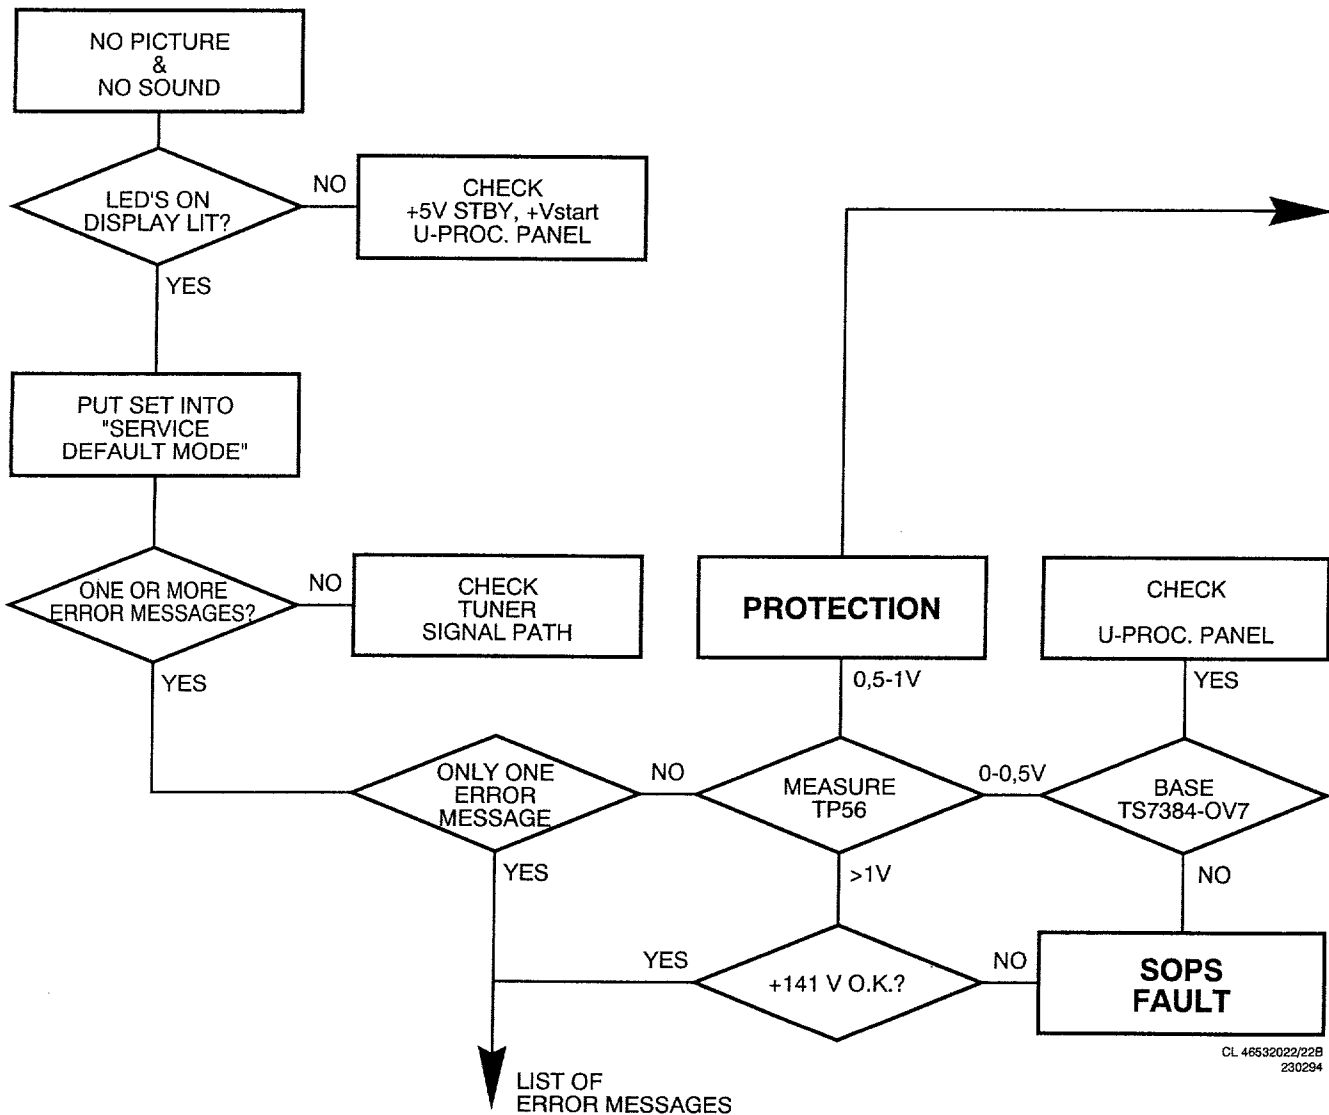 NO PICTURE
&
NO SOUND
LED'S ON
DISPLAY LIT?
NO
CHECK
+5V STBY, +Vstart
U-PROC. PANEL
YES
PUT SET INTO
"SERVICE
DEFAULT MODE"
ONE OR MORE
ERROR MESSAGES?
NO
CHECK
TUNER
SIGNAL PATH
YES
ONLY ONE
ERROR
MESSAGE
NO
YES
PROTECTION
0,5-1V
MEASURE
TP56
0-0,5V
>1V
CHECK
U-PROC. PANEL
YES
BASE
TS7384-OV7
NO
YES
+141 V O.K.?
NO
SOPS
FAULT
LIST OF
ERROR MESSAGES
CL 46532022/22B
230294